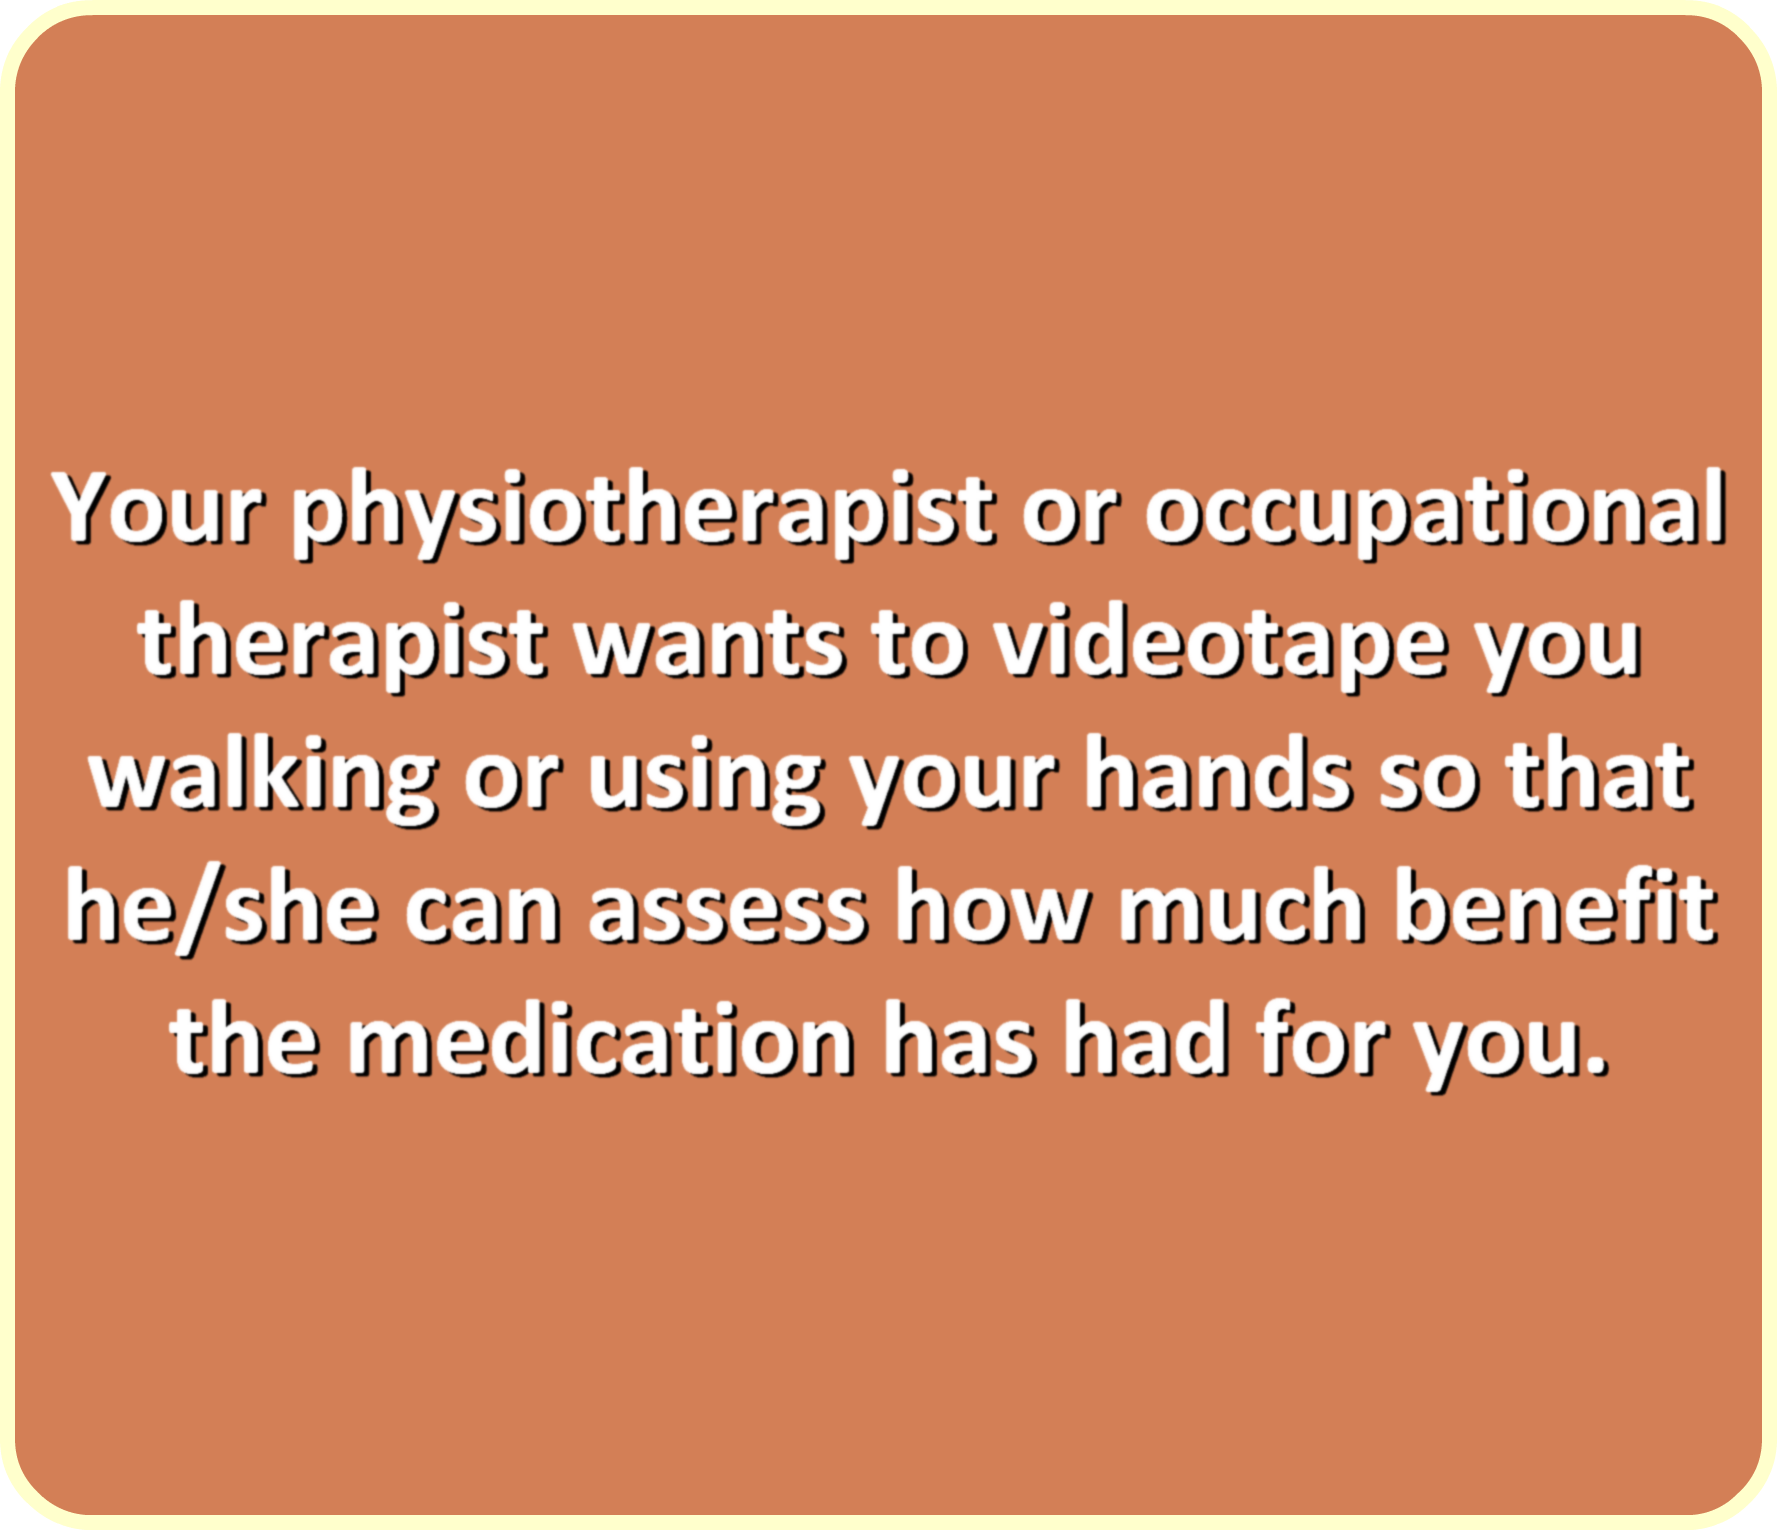 Your physiotherapist or occupational
therapist wants to videotape you
walking or using your hands so that
he/she can assess how much benefit
the medication has had for you.